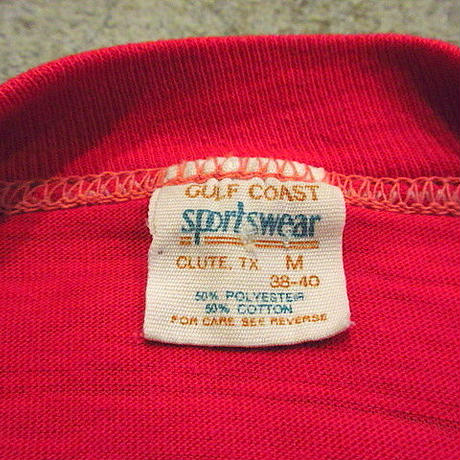 GULF COAST
sportswear
CLUTE, TX M
38-40
50% POLYESTER
50% COTTON
FOR CARE SEE REVERSE